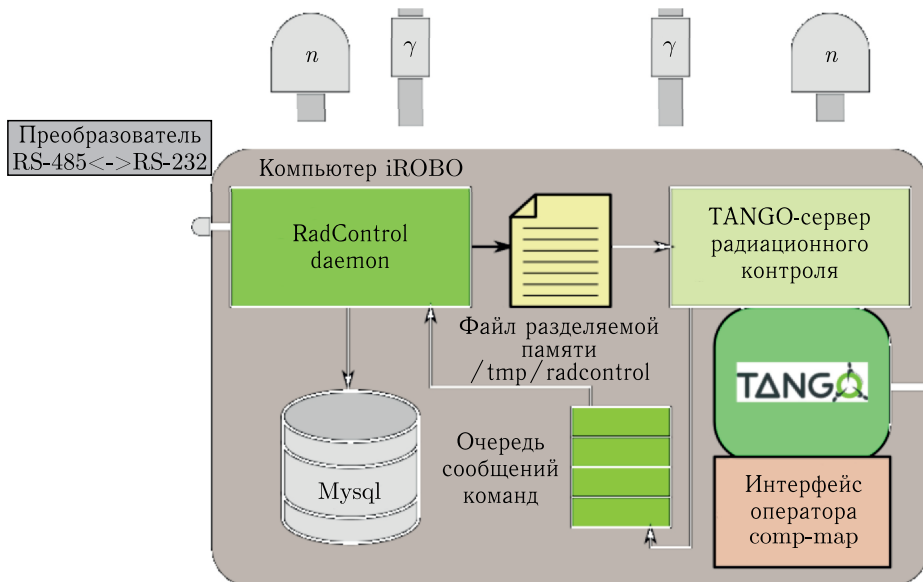 n
γ
γ
n
Преобразователь
RS-485<->RS-232
Компьютер iROBO
RadControl
daemon
TANGO-сервер
радиационного
контроля
Файл разделяемой
памяти
/tmp/radcontrol
TANGO
Очередь
сообщений
команд
Mysql
Интерфейс
оператора
comp-map